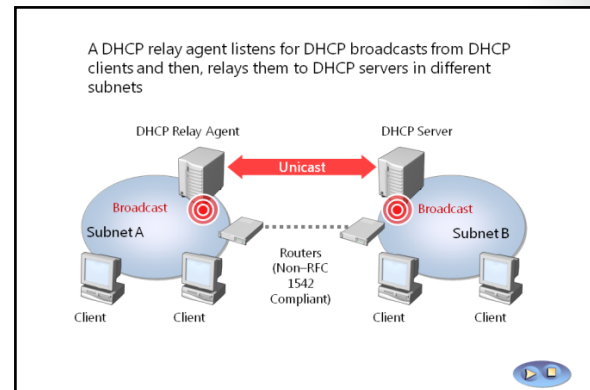 A DHCP relay agent listens for DHCP broadcasts from DHCP
clients and then, relays them to DHCP servers in different
subnets
DHCP Relay Agent
DHCP Server
Unicast
Broadcast
Broadcast
Subnet A
Subnet B
Routers
(Non–RFC
1542
Compliant)
Client
Client
Client
Client